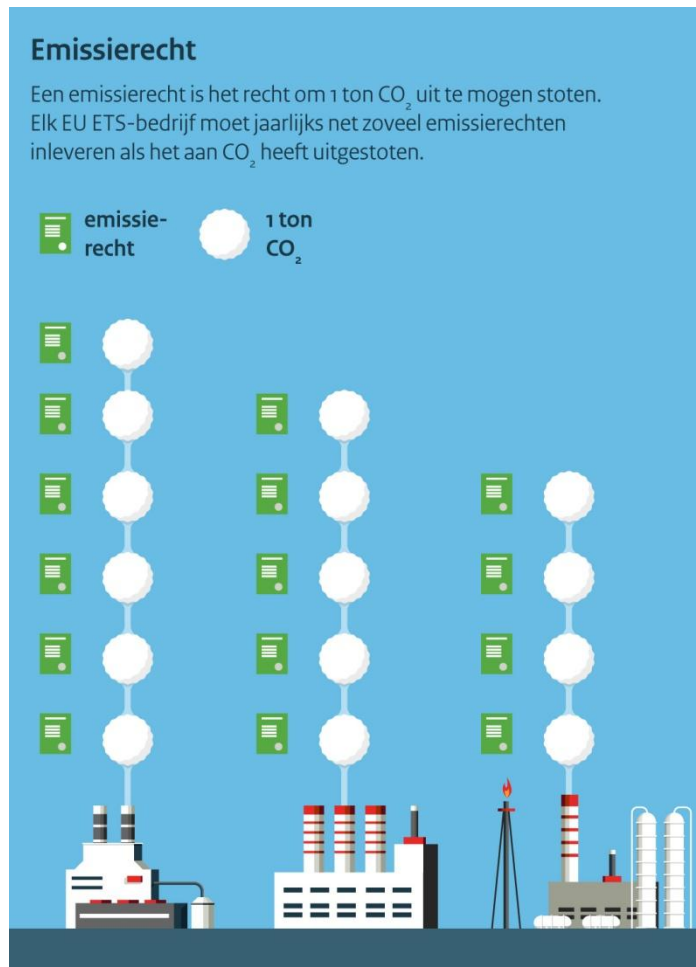 Emissierecht
Een emissierecht is het recht om 1 ton CO₂ uit te mogen stoten.
Elk EU ETS-bedrijf moet jaarlijks net zoveel emissierechten
inleveren als het aan CO₂ heeft uitgestoten.
emissie-
recht
1 ton
CO₂